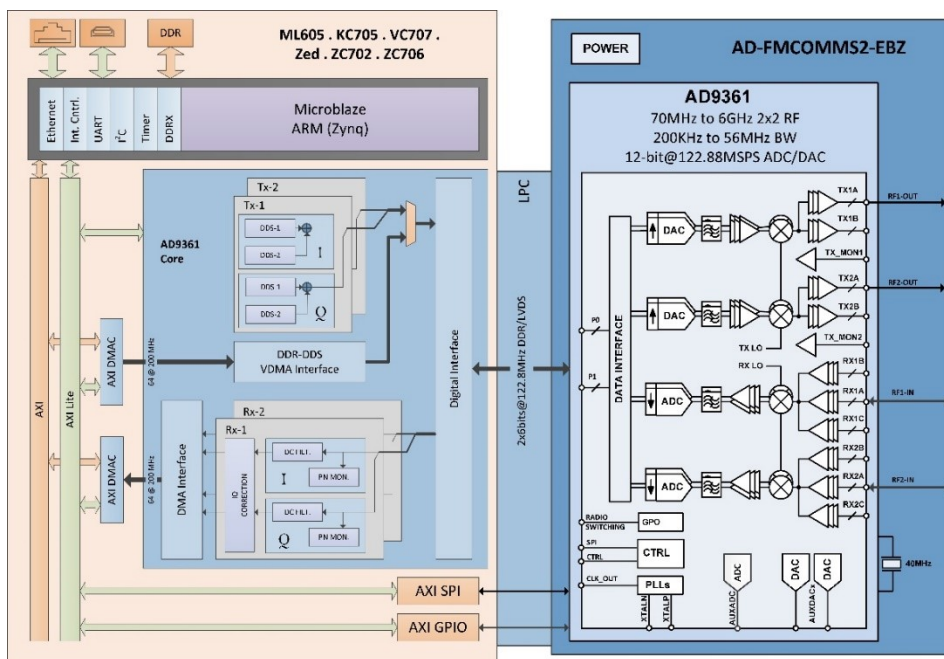 DDR
ML605 . KC705 . VC707 .
Zed . ZC702 . ZC706
Ethernet
Int. Cntrl.
UART
I²C
Timer
DDRX
Microblaze
ARM (Zynq)
AXI
AXI Lite
AD9361
Core
Tx-2
Tx-1
DDS-1
DDS-2
I
DDS-1
DDS-2
Q
DDR-DDS
VDMA Interface
AXI DMAC
64 @ 200 MHz
AXI DMAC
64 @ 200 MHz
DMA Interface
Rx-2
Rx-1
IQ
CORRECTION
DC FILT.
I
PN MON.
DC FILT.
Q
PN MON.
Digital Interface
AXI SPI
AXI GPIO
LPC
2x6bits@122.8MHz DDR/LVDS
POWER
AD-FMCOMMS2-EBZ
AD9361
70MHz to 6GHz 2x2 RF
200KHz to 56MHz BW
12-bit@122.88MSPS ADC/DAC
P0
P1
DATA INTERFACE
DAC
DAC
ADC
ADC
TX LO
RX LO
TX1A
TX1B
TX_MON1
TX2A
TX2B
TX_MON2
RX1B
RX1A
RX1C
RX2B
RX2A
RX2C
RF1-OUT
RF2-OUT
RF1-IN
RF2-IN
RADIO
SWITCHING
GPO
SPI
CTRL
CTRL
CLK_OUT
PLLs
XTALN
XTALP
ADC
AUXADC
DAC
DAC
AUXDACx
40MHz